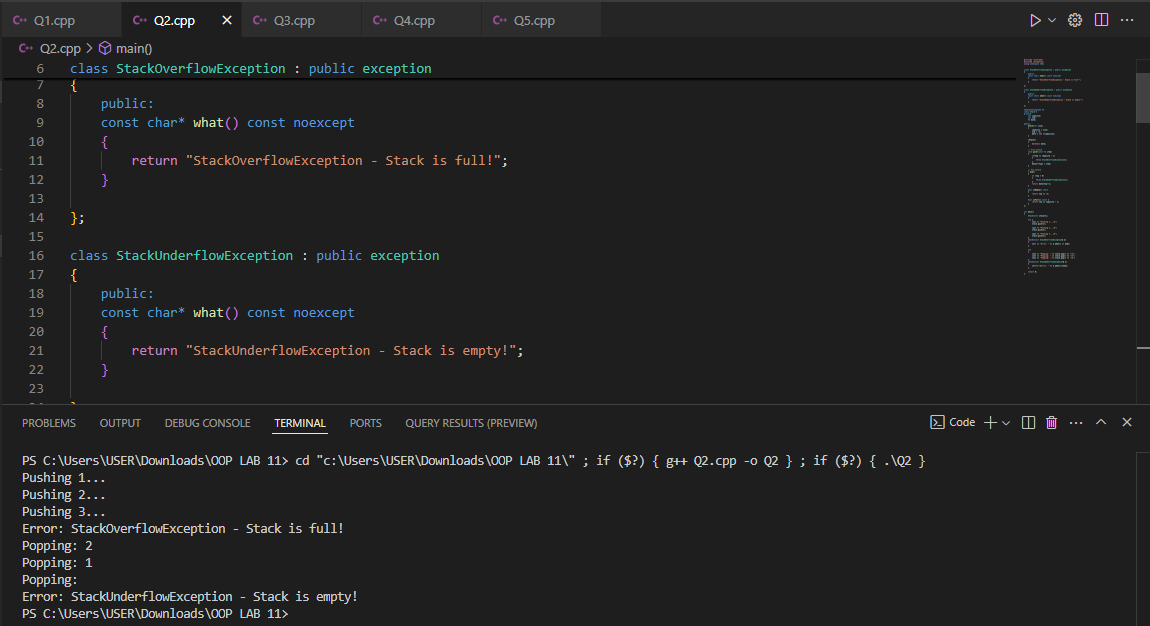 Q1.cpp Q2.cpp Q3.cpp Q4.cpp Q5.cpp
Q2.cpp > main()
6 class StackOverflowException : public exception
7 {
8 public:
9 const char* what() const noexcept
10 {
11 return "StackOverflowException - Stack is full!";
12 }
13
14 };
15
16 class StackUnderflowException : public exception
17 {
18 public:
19 const char* what() const noexcept
20 {
21 return "StackUnderflowException - Stack is empty!";
22 }
23
PROBLEMS OUTPUT DEBUG CONSOLE TERMINAL PORTS QUERY RESULTS (PREVIEW) Code
PS C:\Users\USER\Downloads\OOP LAB 11> cd "c:\Users\USER\Downloads\OOP LAB 11\" ; if ($?) { g++ Q2.cpp -o Q2 } ; if ($?) { .\Q2 }
Pushing 1...
Pushing 2...
Pushing 3...
Error: StackOverflowException - Stack is full!
Popping: 2
Popping: 1
Popping:
Error: StackUnderflowException - Stack is empty!
PS C:\Users\USER\Downloads\OOP LAB 11>